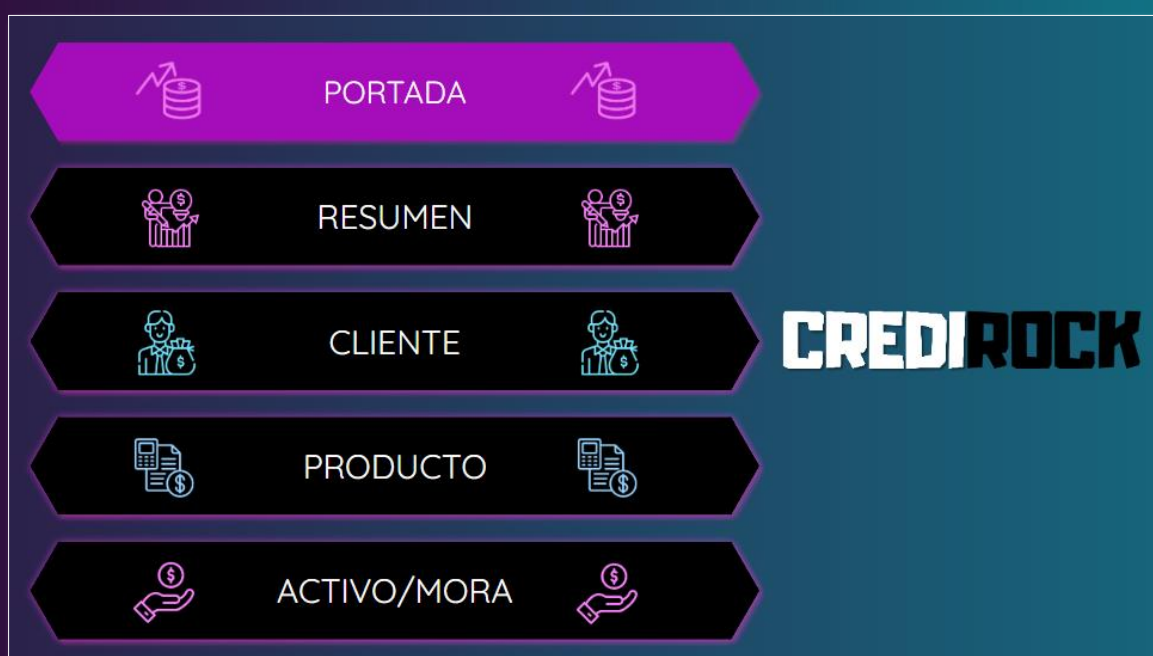 PORTADA
RESUMEN
CLIENTE
CREDIROCK
PRODUCTO
ACTIVO/MORA